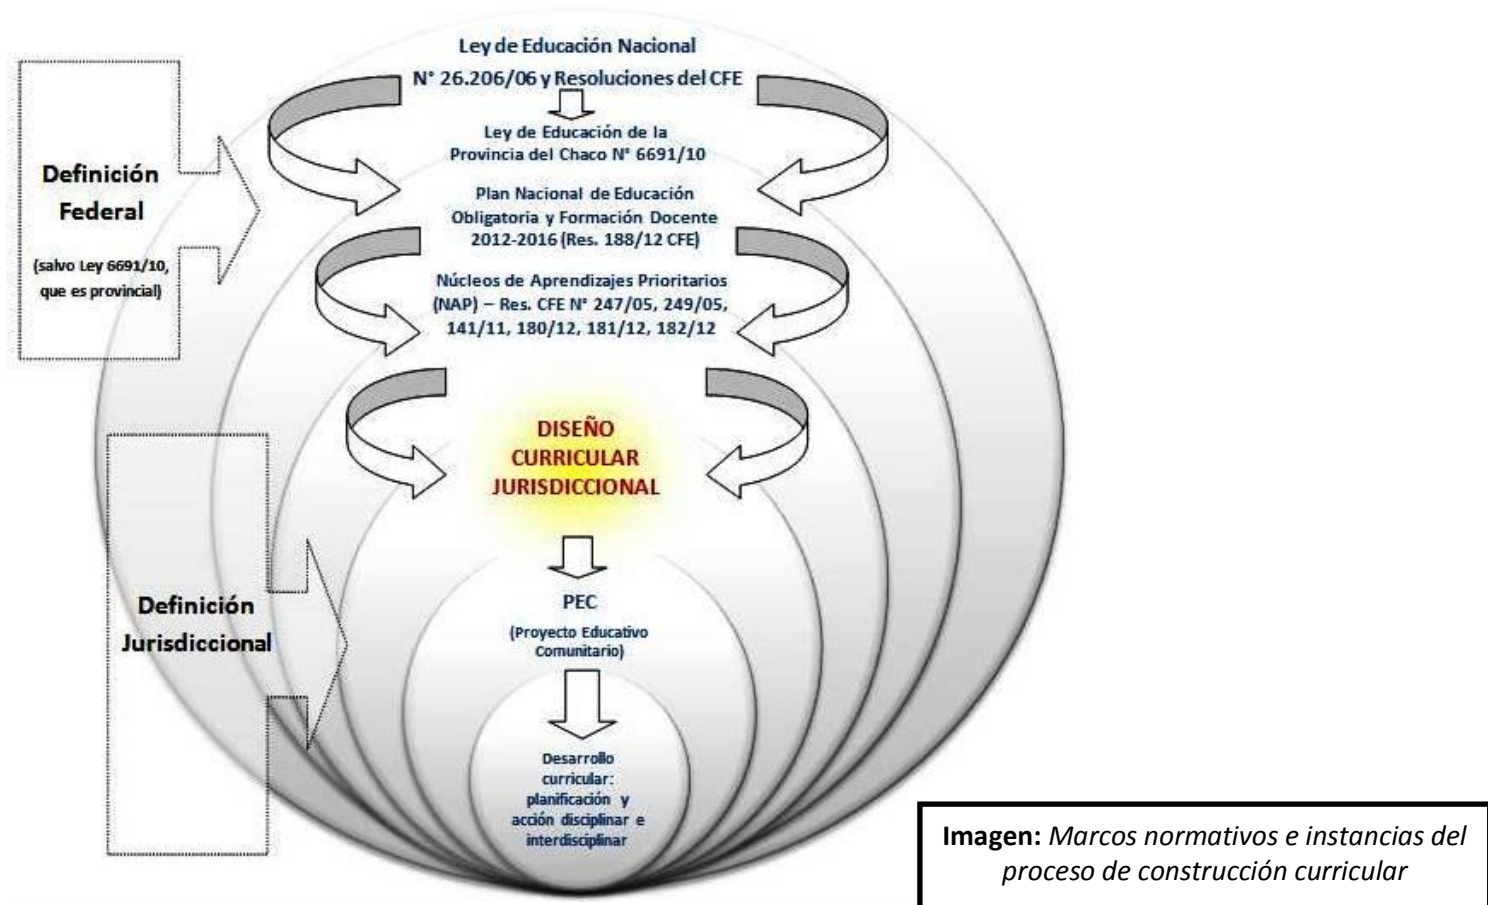 Ley de Educación Nacional
N° 26.206/06 y Resoluciones del CFE
Ley de Educación de la
Provincia del Chaco N° 6691/10
Plan Nacional de Educación
Obligatoria y Formación Docente
2012-2016 (Res. 188/12 CFE)
Núcleos de Aprendizajes Prioritarios
(NAP) – Res. CFE N° 247/05, 249/05,
141/11, 180/12, 181/12, 182/12
Definición
Federal
(salvo Ley 6691/10,
que es provincial)
DISEÑO
CURRICULAR
JURISDICCIONAL
PEC
(Proyecto Educativo
Comunitario)
Definición
Jurisdiccional
Desarrollo
curricular:
planificación y
acción disciplinar e
interdisciplinar
Imagen: Marcos normativos e instancias del
proceso de construcción curricular